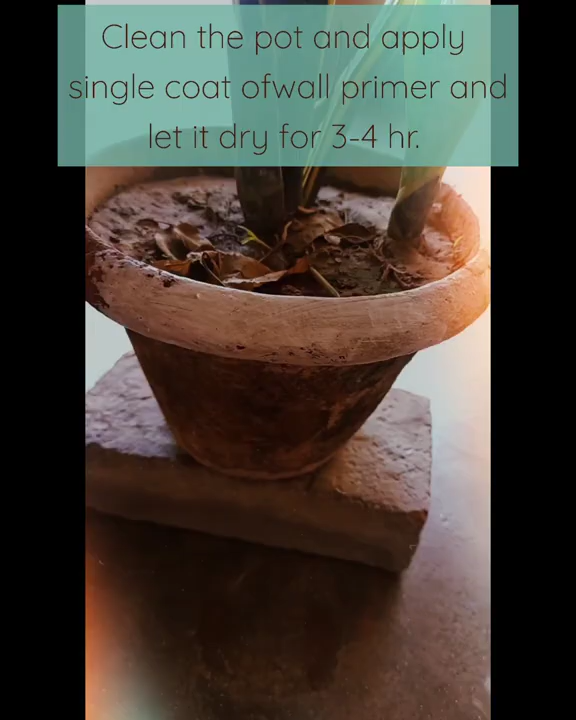 Clean the pot and apply
single coat ofwall primer and
let it dry for 3-4 hr.